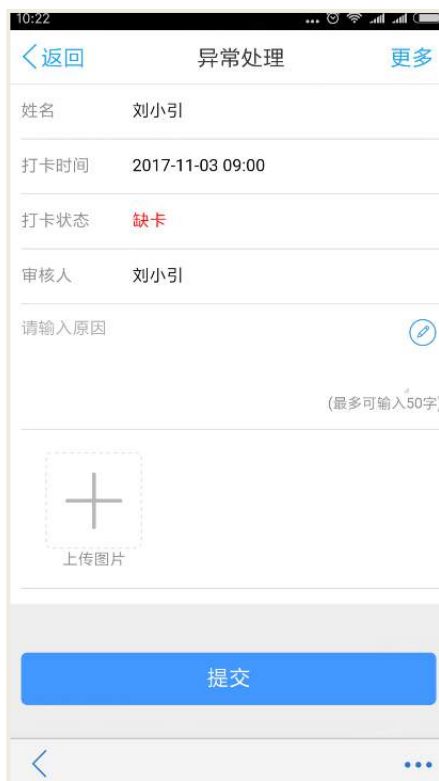 10:22
返回 异常处理 更多
姓名 刘小引
打卡时间 2017-11-03 09:00
打卡状态 缺卡
审核人 刘小引
请输入原因
(最多可输入50字)
上传图片
提交